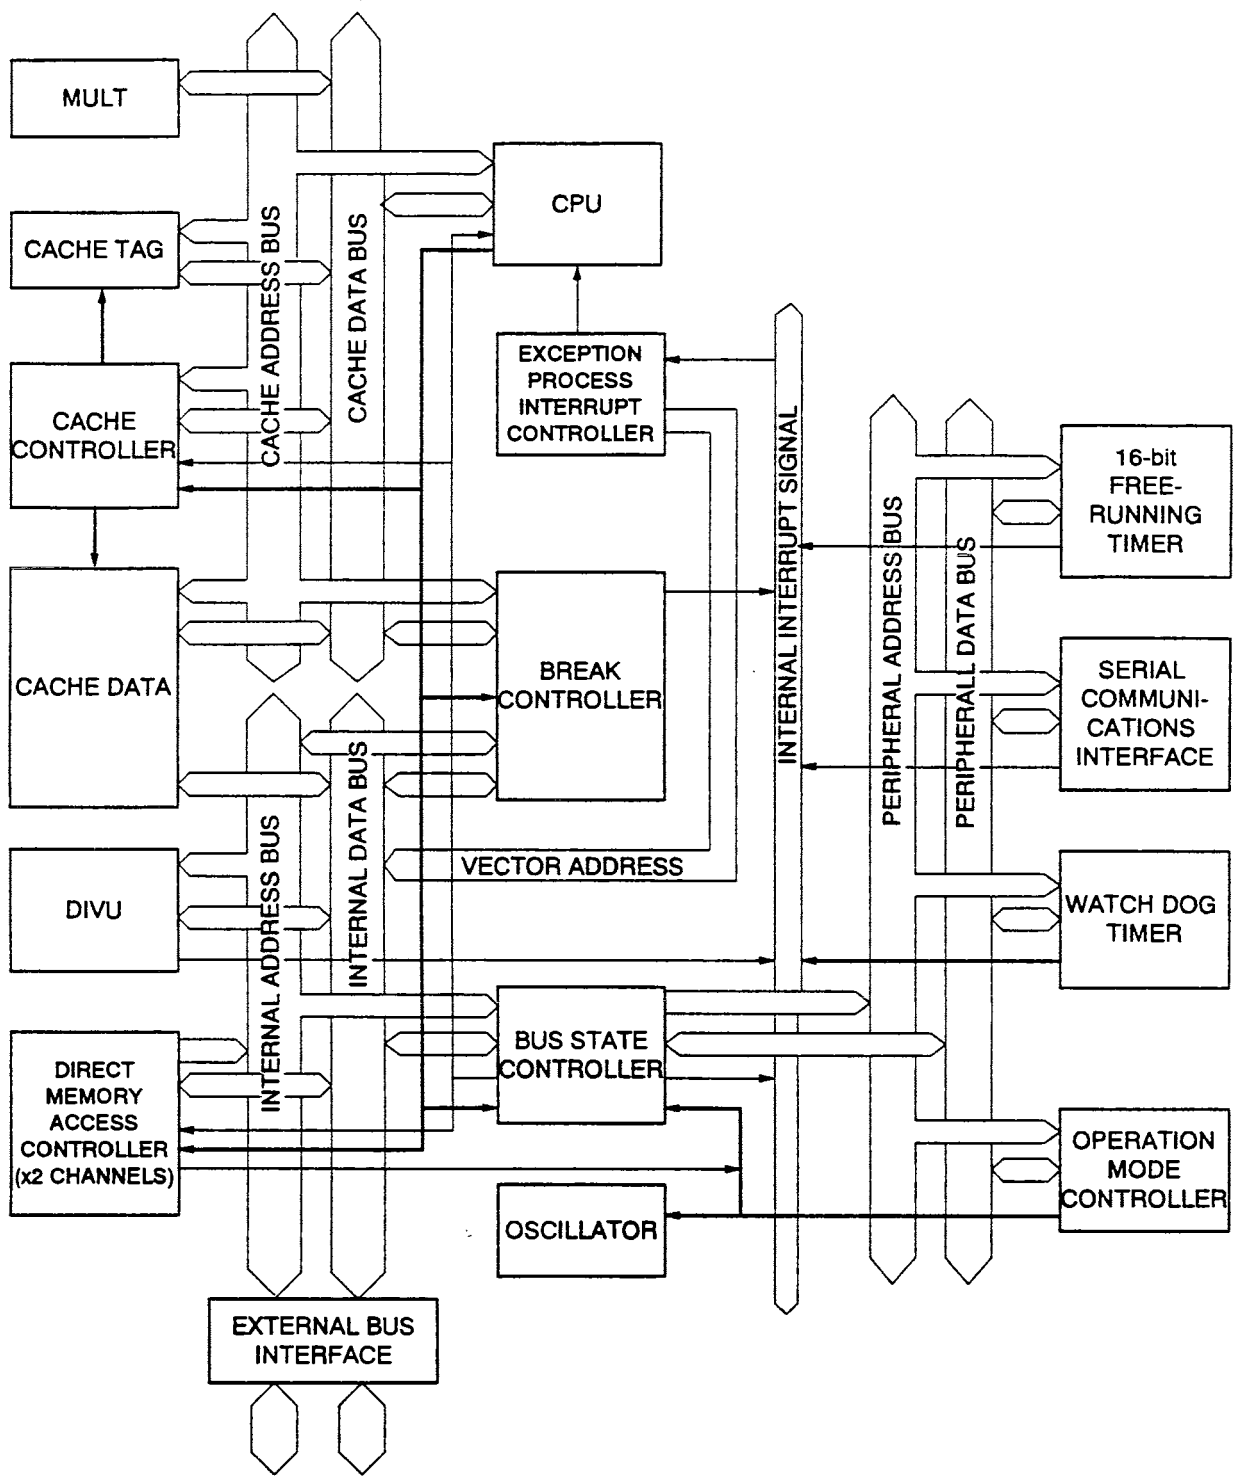 MULT
CACHE TAG
CACHE
CONTROLLER
CACHE DATA
DIVU
DIRECT
MEMORY
ACCESS
CONTROLLER
(x2 CHANNELS)
CACHE ADDRESS BUS
CACHE DATA BUS
INTERNAL ADDRESS BUS
INTERNAL DATA BUS
CPU
EXCEPTION
PROCESS
INTERRUPT
CONTROLLER
BREAK
CONTROLLER
VECTOR ADDRESS
BUS STATE
CONTROLLER
OSCILLATOR
EXTERNAL BUS
INTERFACE
INTERNAL INTERRUPT SIGNAL
PERIPHERAL ADDRESS BUS
PERIPHERALL DATA BUS
16-bit
FREE-
RUNNING
TIMER
SERIAL
COMMUNI-
CATIONS
INTERFACE
WATCH DOG
TIMER
OPERATION
MODE
CONTROLLER